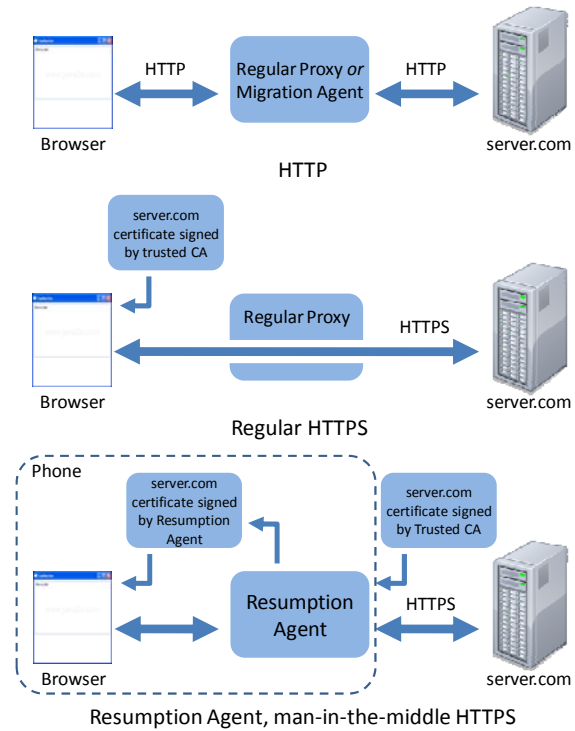 HTTP
Regular Proxy or
Migration Agent
HTTP
Browser
server.com
HTTP
server.com
certificate signed
by trusted CA
Regular Proxy
HTTPS
Browser
server.com
Regular HTTPS
Phone
server.com
certificate signed
by Resumption
Agent
server.com
certificate signed
by Trusted CA
Resumption
Agent
HTTPS
Browser
server.com
Resumption Agent, man-in-the-middle HTTPS